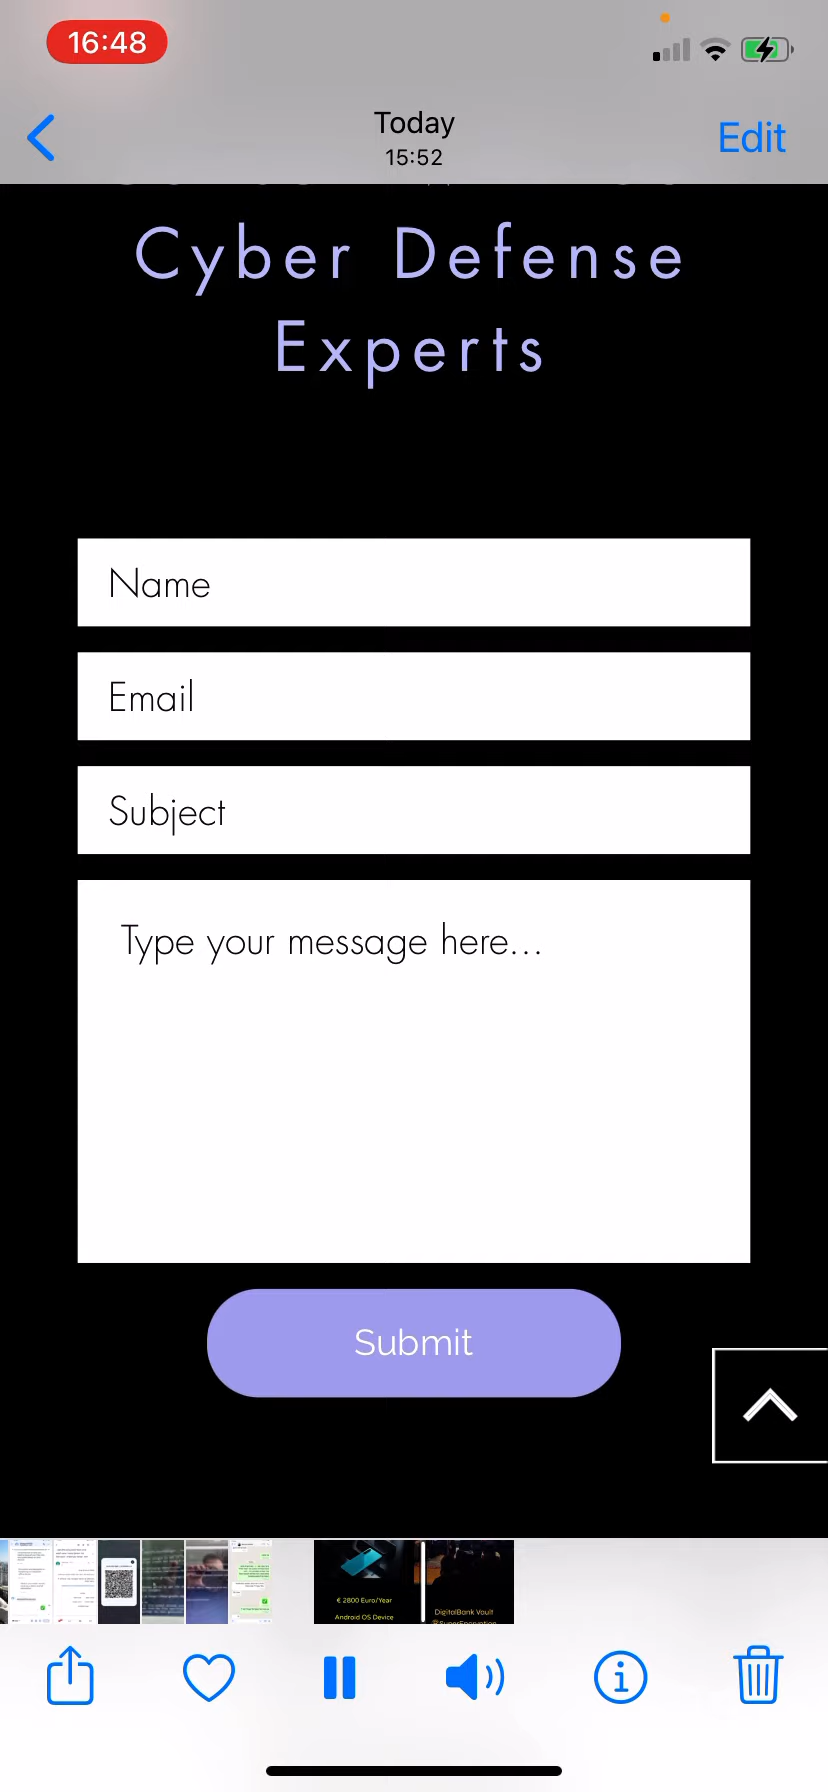 16:48
Today
15:52
Edit
Cyber Defense
Experts
Name
Email
Subject
Type your message here...
Submit
€ 2800 Euro/Year
Android OS Device
DigitalBank Vault
@SuperEncryption